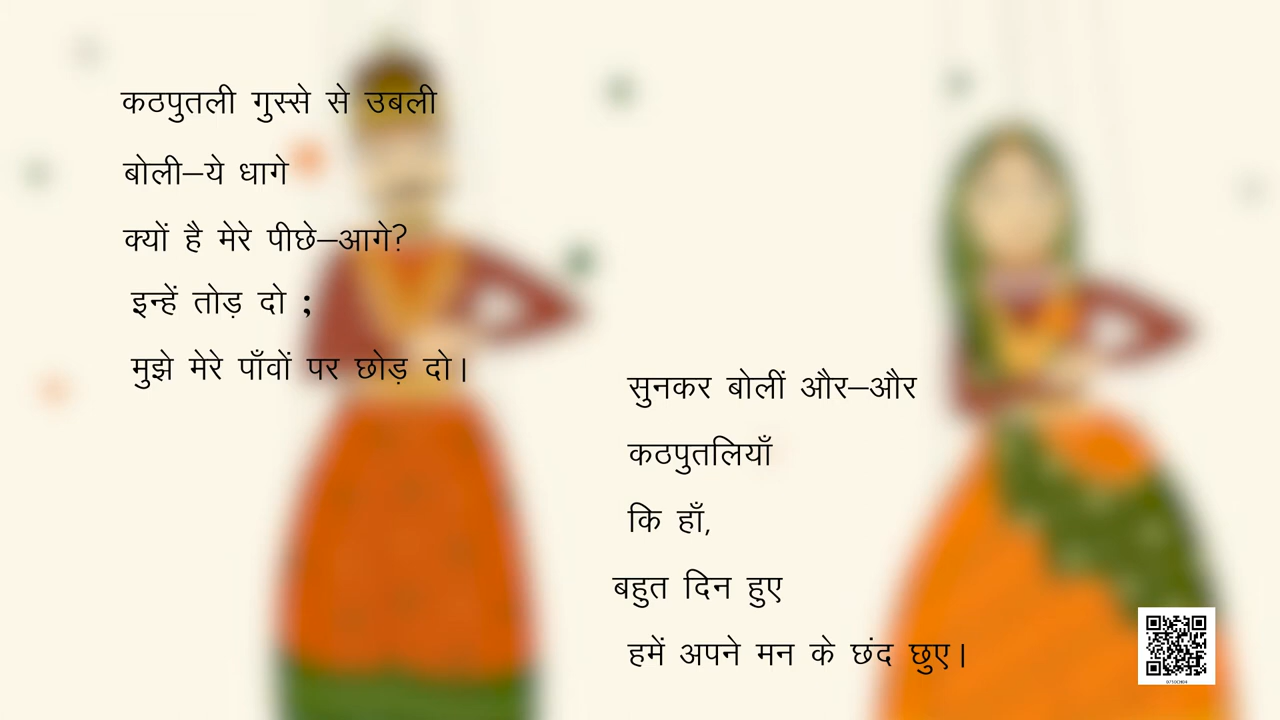 कठपुतली गुस्से से उबली
बोली–ये धागे
क्यों है मेरे पीछे–आगे?
इन्हें तोड़ दो ;
मुझे मेरे पाँवों पर छोड़ दो।
सुनकर बोलीं और–और
कठपुतलियाँ
कि हाँ,
बहुत दिन हुए
हमें अपने मन के छंद छुए।